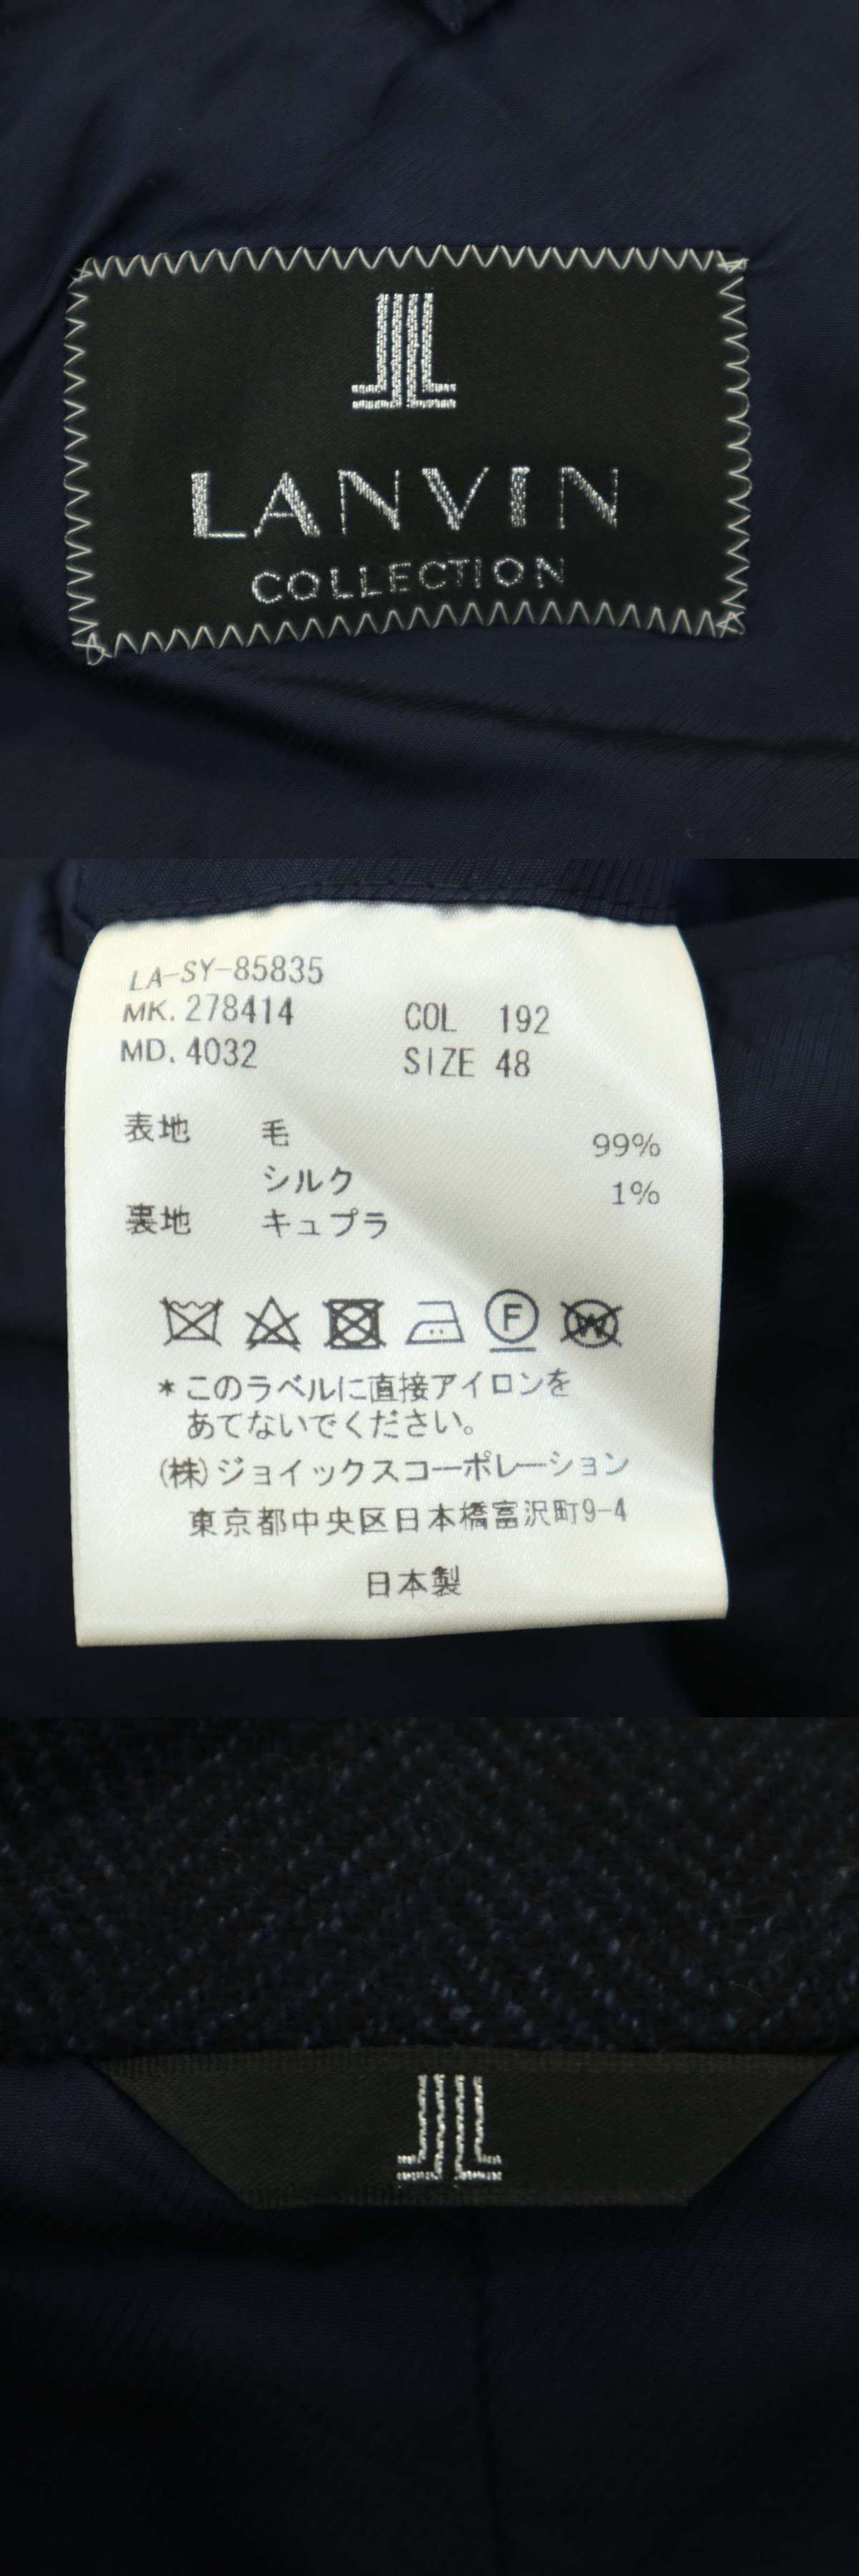 LANVIN
COLLECTION
LA-SY-85835
MK. 278414 COL 192
MD. 4032 SIZE 48
表地 毛 99%
シルク 1%
裏地 キュプラ
F W
*このラベルに直接アイロンを
あてないでください。
(株)ジョイックスコーポレーション
東京都中央区日本橋富沢町9-4
日本製